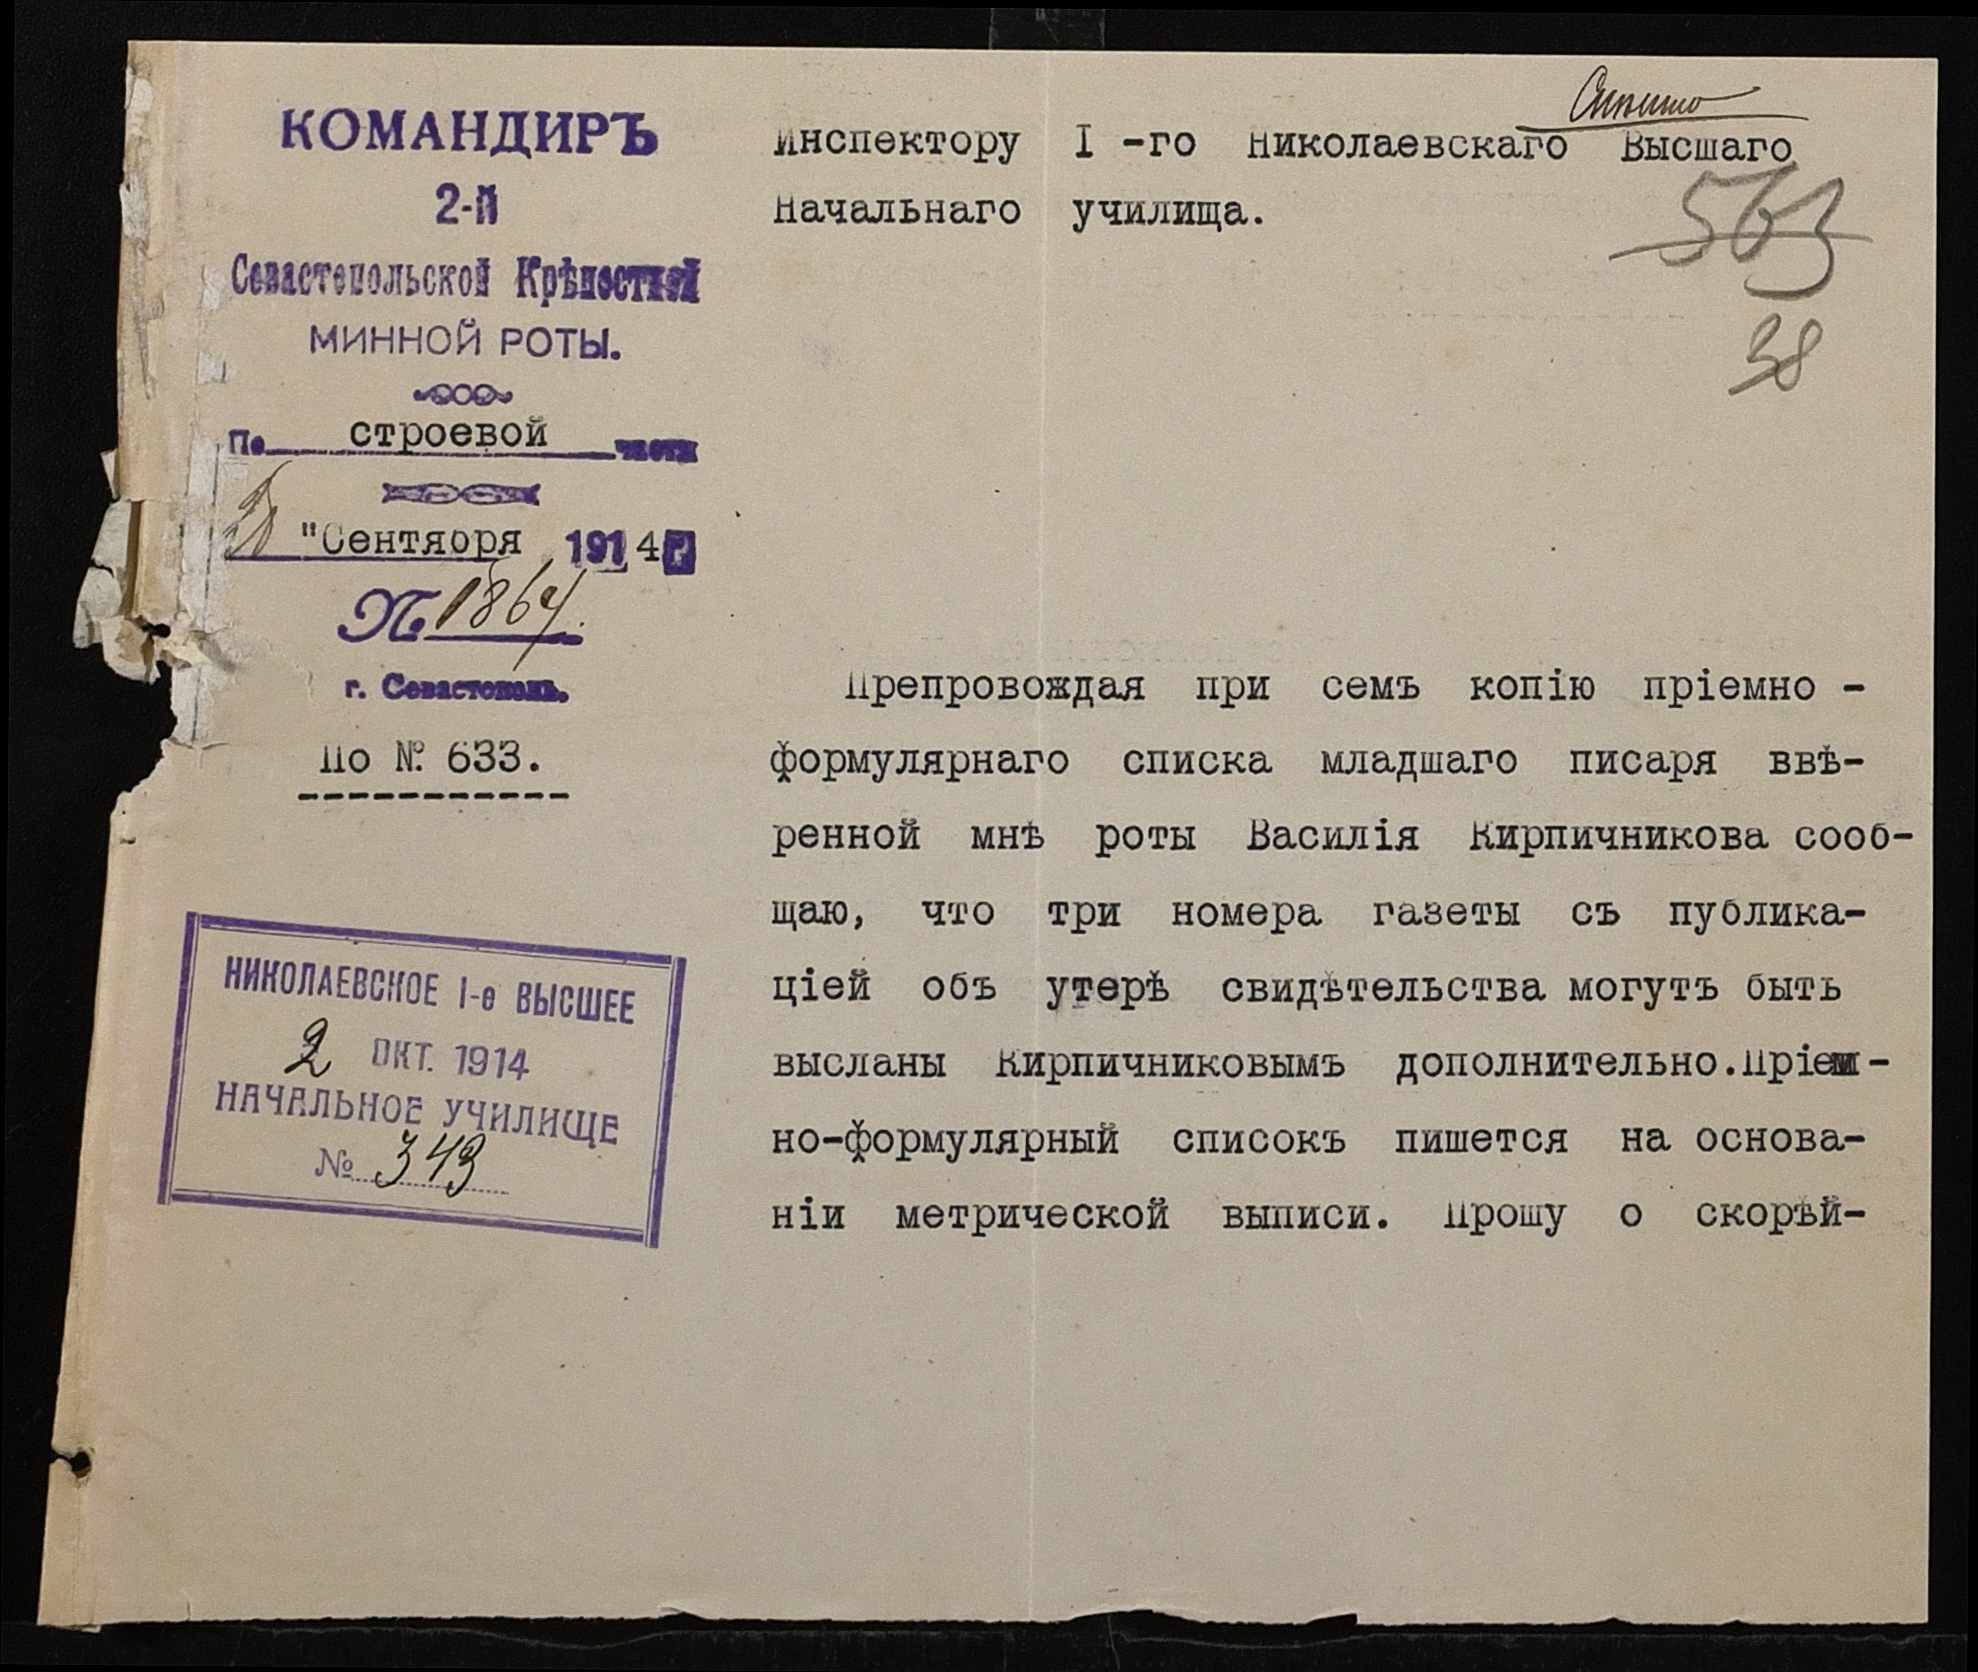 КОМАНДИРЪ
2-й
Севастопольской Крѣпостной
МИННОЙ РОТЫ.
По строевой части
"Сентября 1914 г.
№ 1864.
г. Севастополь.
По № 633.
Инспектору I -го Николаевскаго Высшаго
Начальнаго училища.
563
38
Препровождая при семъ копію пріемно -
формулярнаго списка младшаго писаря ввѣ-
ренной мнѣ роты Василія Кирпичникова сооб-
щаю, что три номера газеты съ публика-
ціей объ утерѣ свидѣтельства могутъ быть
высланы Кирпичниковымъ дополнительно.Пріем-
но-формулярный списокъ пишется на основа-
ніи метрической выписи. Прошу о скорѣй-
НИКОЛАЕВСКОЕ I-е ВЫСШЕЕ
2 ОКТ. 1914
НАЧАЛЬНОЕ УЧИЛИЩЕ
№ 343